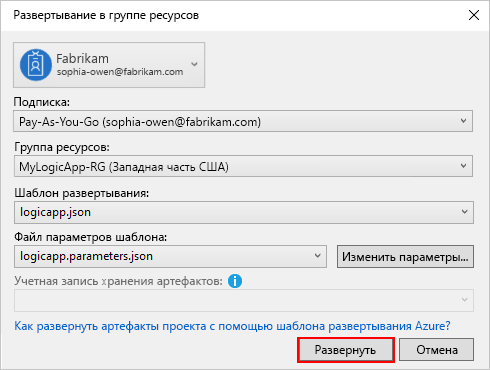 Развертывание в группе ресурсов
Fabrikam
sophia-owen@fabrikam.com
Подписка:
Pay-As-You-Go (sophia-owen@fabrikam.com)
Группа ресурсов:
MyLogicApp-RG (Западная часть США)
Шаблон развертывания:
logicapp.json
Файл параметров шаблона:
logicapp.parameters.json
Изменить параметры...
Учетная запись хранения артефактов:
Как развернуть артефакты проекта с помощью шаблона развертывания Azure?
Развернуть
Отмена